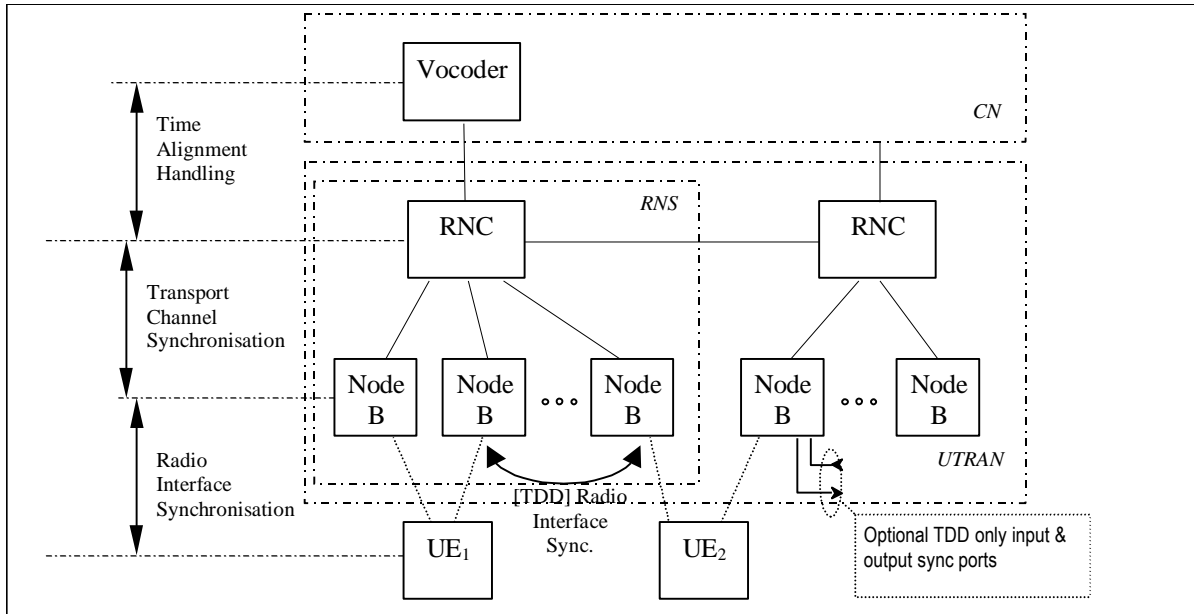 Vocoder
CN
Time
Alignment
Handling
RNS
RNC
RNC
Transport
Channel
Synchronisation
Node
B
Node
B
Node
B
Node
B
Node
B
UTRAN
Radio
Interface
Synchronisation
[TDD] Radio
Interface
Sync.
UE1
UE2
Optional TDD only input &
output sync ports